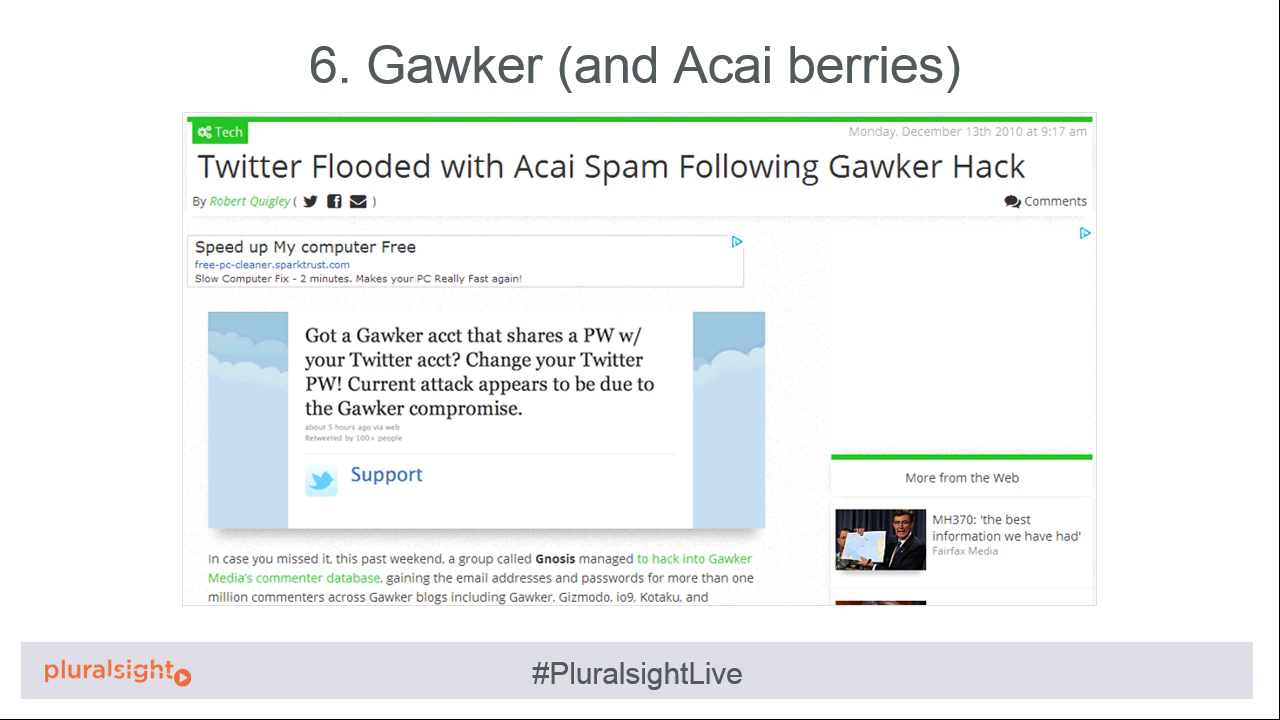 6. Gawker (and Acai berries)
Tech
Monday, December 13th 2010 at 9:17 am
Twitter Flooded with Acai Spam Following Gawker Hack
By Robert Quigley ( )
Comments
Speed up My computer Free
free-pc-cleaner.sparktrust.com
Slow Computer Fix - 2 minutes. Makes your PC Really Fast again!
Got a Gawker acct that shares a PW w/
your Twitter acct? Change your Twitter
PW! Current attack appears to be due to
the Gawker compromise.
about 5 hours ago via web
Retweeted by 100+ people
Support
In case you missed it, this past weekend, a group called Gnosis managed to hack into Gawker
Media's commenter database, gaining the email addresses and passwords for more than one
million commenters across Gawker blogs including Gawker, Gizmodo, io9, Kotaku, and
More from the Web
MH370: 'the best
information we have had'
Fairfax Media
pluralsight
#PluralsightLive